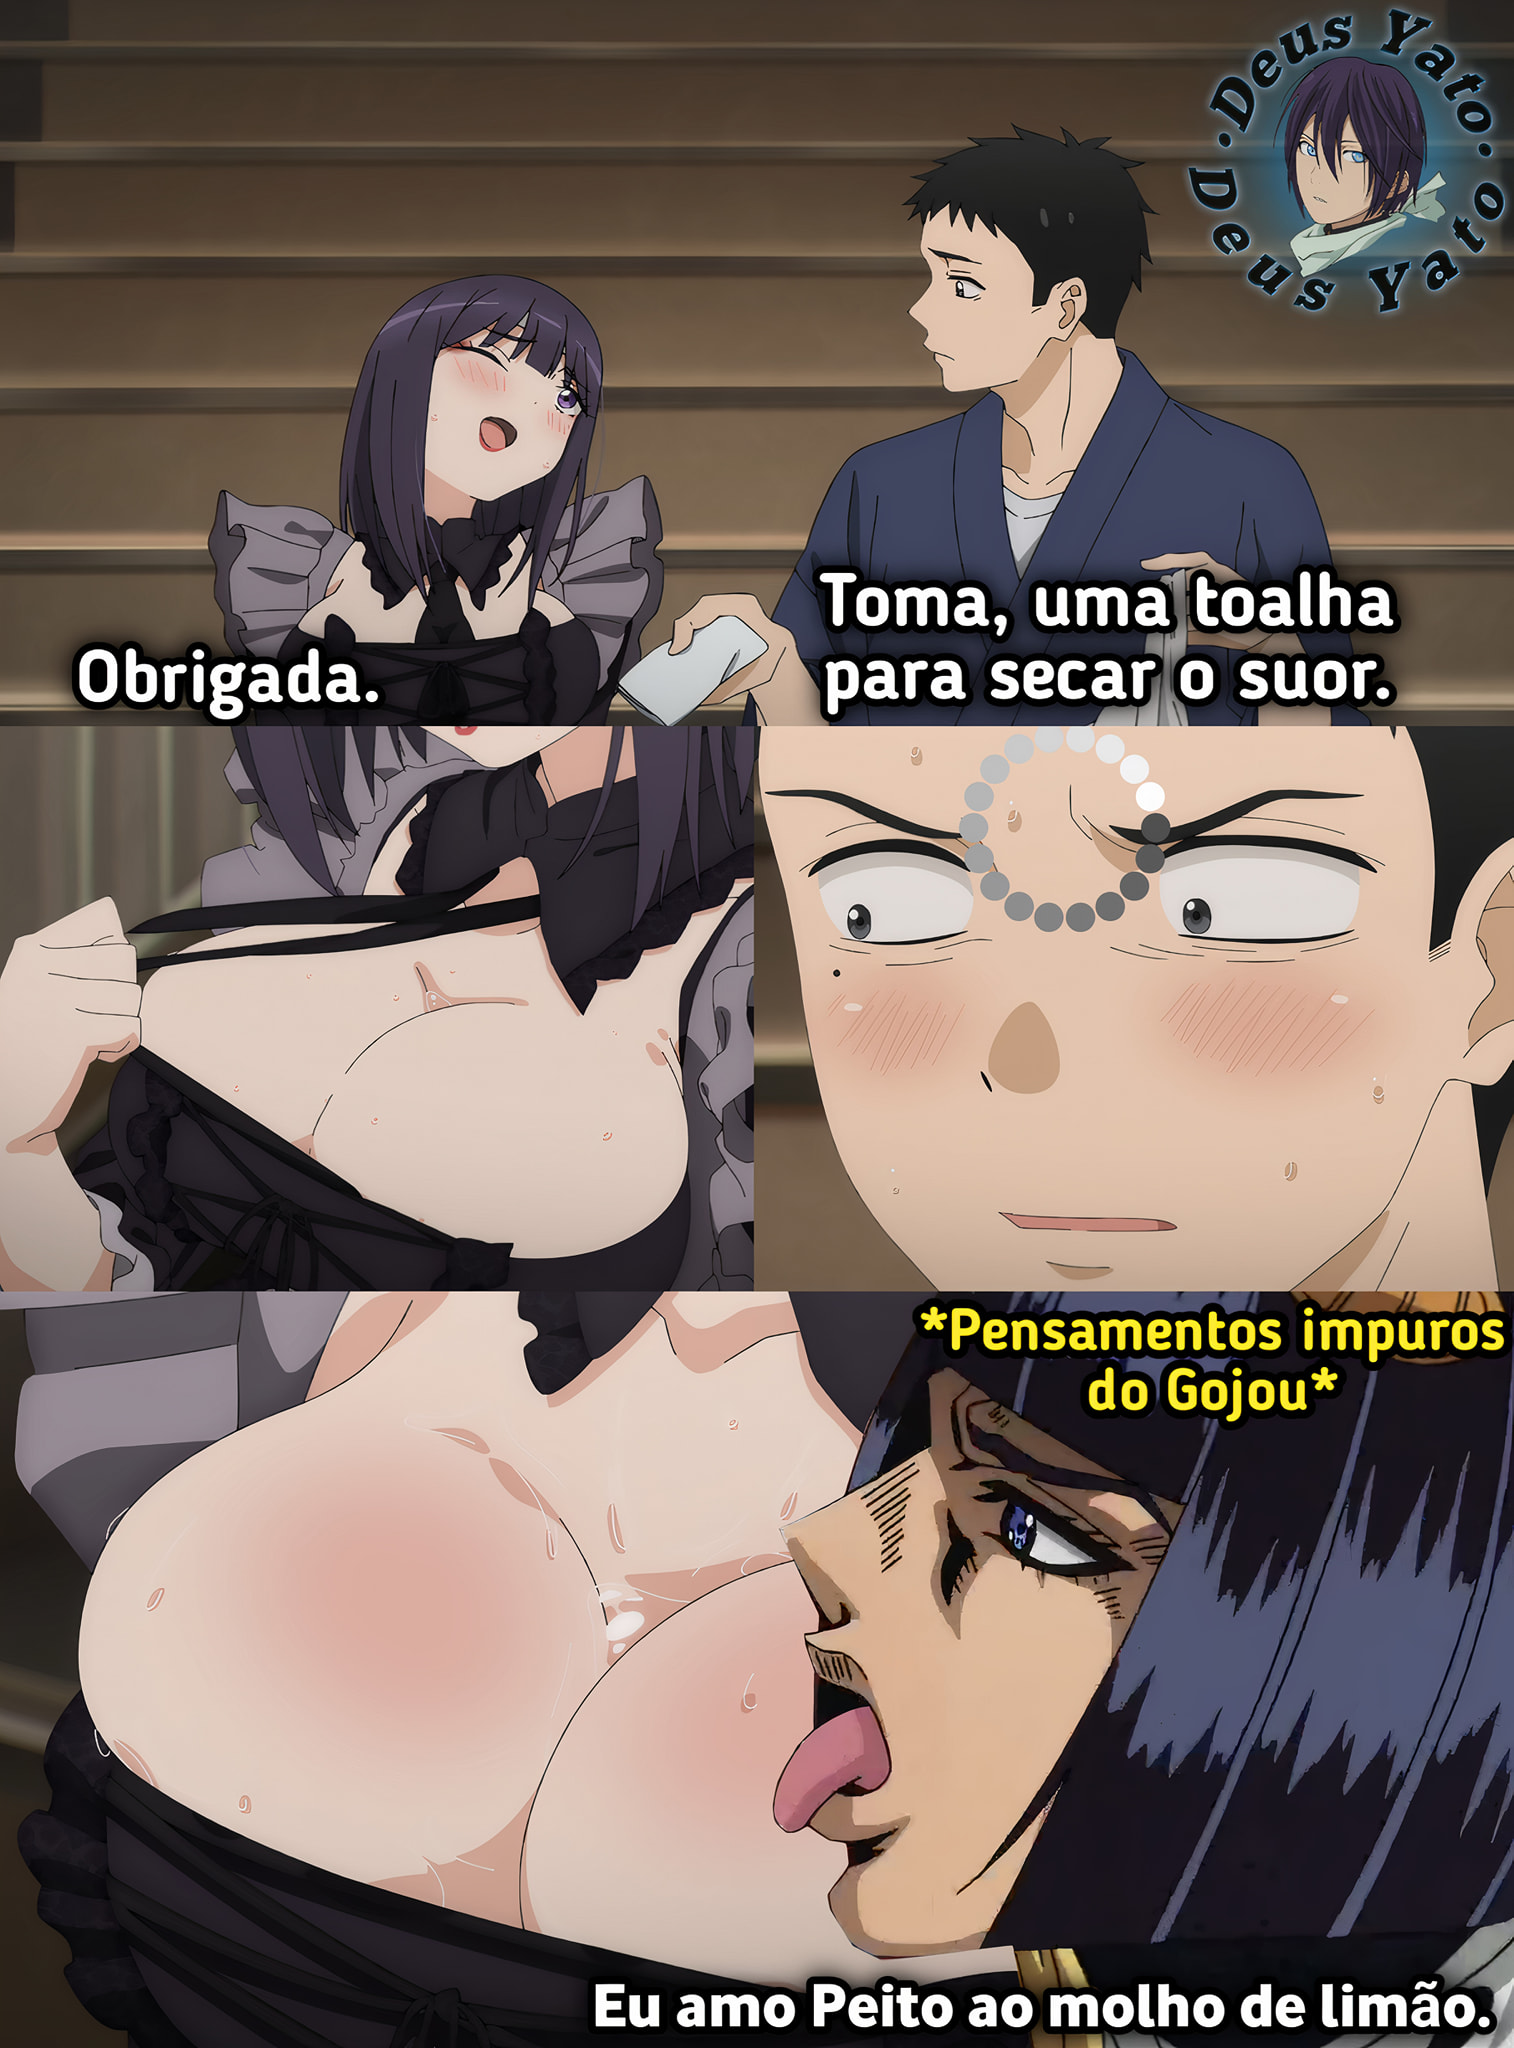 Deus Yato.
Deus Yato.
Toma, uma toalha
para secar o suor.
Obrigada.
*Pensamentos impuros
do Gojou*
Eu amo Peito ao molho de limão.